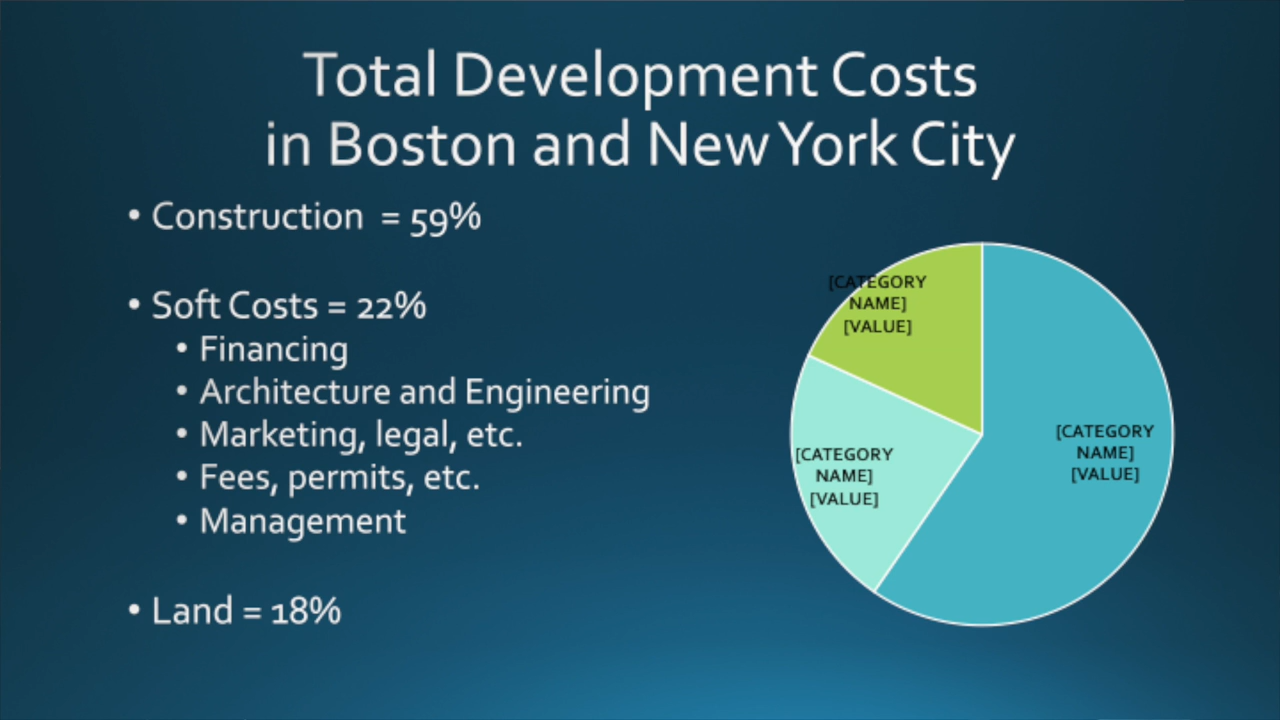 Total Development Costs
in Boston and New York City
• Construction = 59%
• Soft Costs = 22%
• Financing
• Architecture and Engineering
• Marketing, legal, etc.
• Fees, permits, etc.
• Management
• Land = 18%
[CATEGORY
NAME]
[VALUE]
[CATEGORY
NAME]
[VALUE]
[CATEGORY
NAME]
[VALUE]